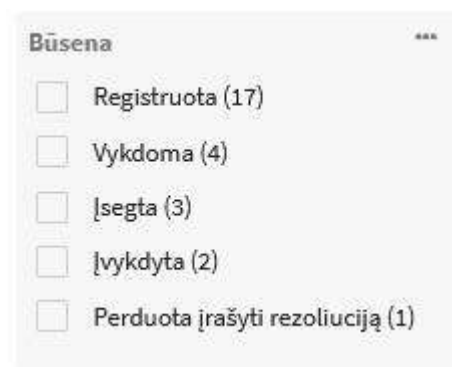 Būsena
Registruota (17)
Vykdoma (4)
Įsegta (3)
Įvykdyta (2)
Perduota įrašyti rezoliuciją (1)